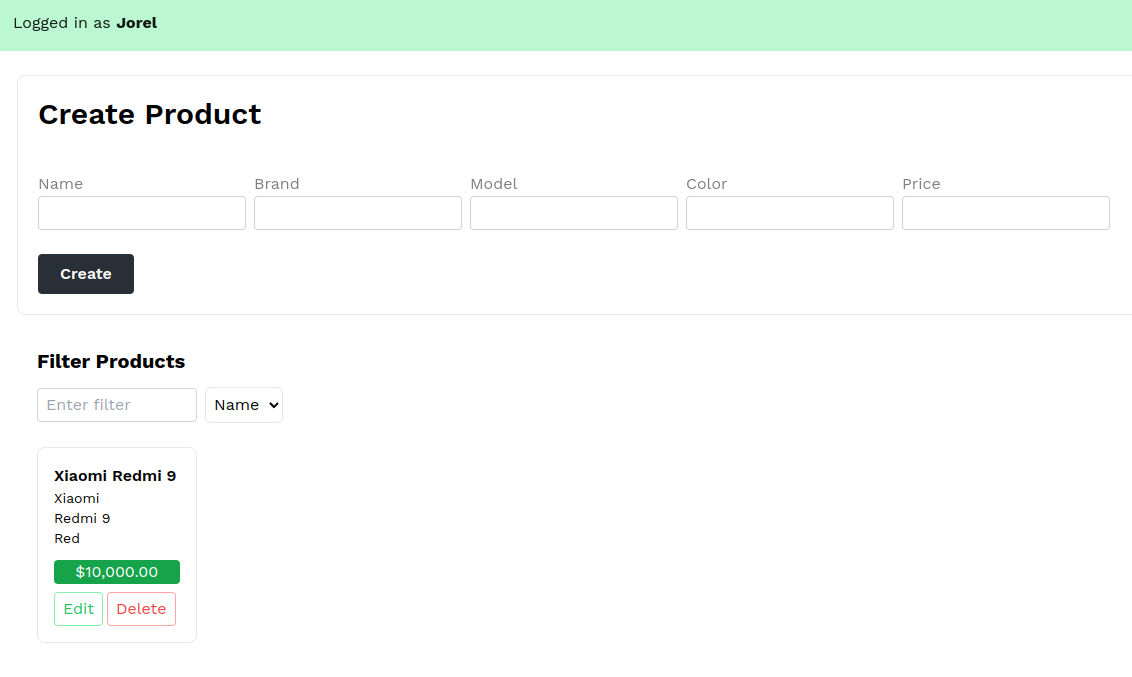 Logged in as Jorel
Create Product
Name Brand Model Color Price
Create
Filter Products
Enter filter Name
Xiaomi Redmi 9
Xiaomi
Redmi 9
Red
$10,000.00
Edit Delete